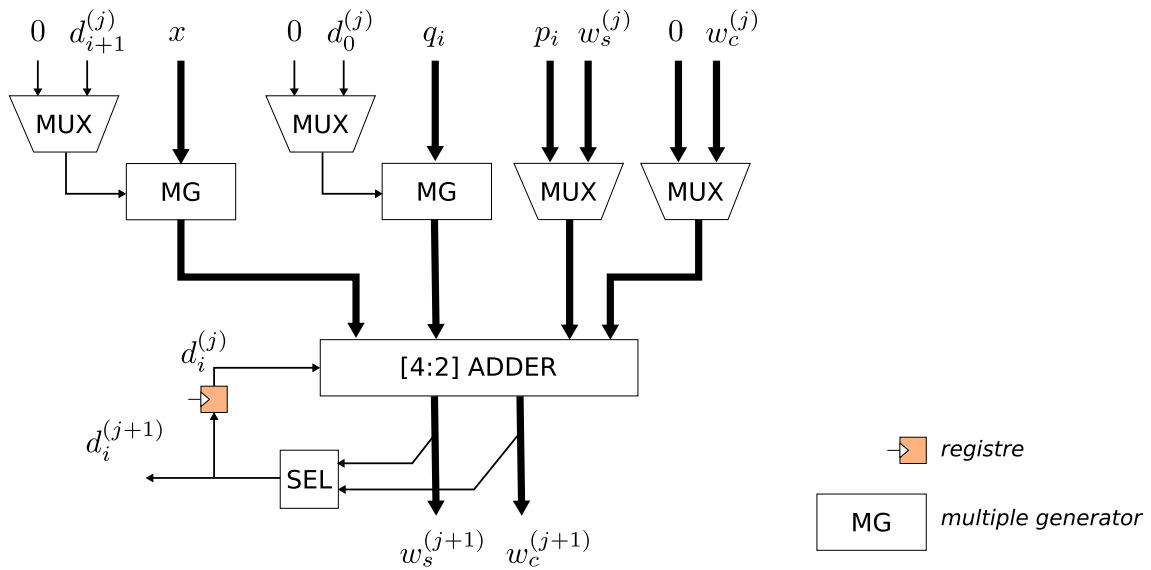 0 d_{i+1}^{(j)} x 0 d_0^{(j)} q_i p_i w_s^{(j)} 0 w_c^{(j)}
MUX MUX
MG MG MUX MUX
d_i^{(j)} [4:2] ADDER
d_i^{(j+1)} registre
SEL
MG multiple generator
w_s^{(j+1)} w_c^{(j+1)}